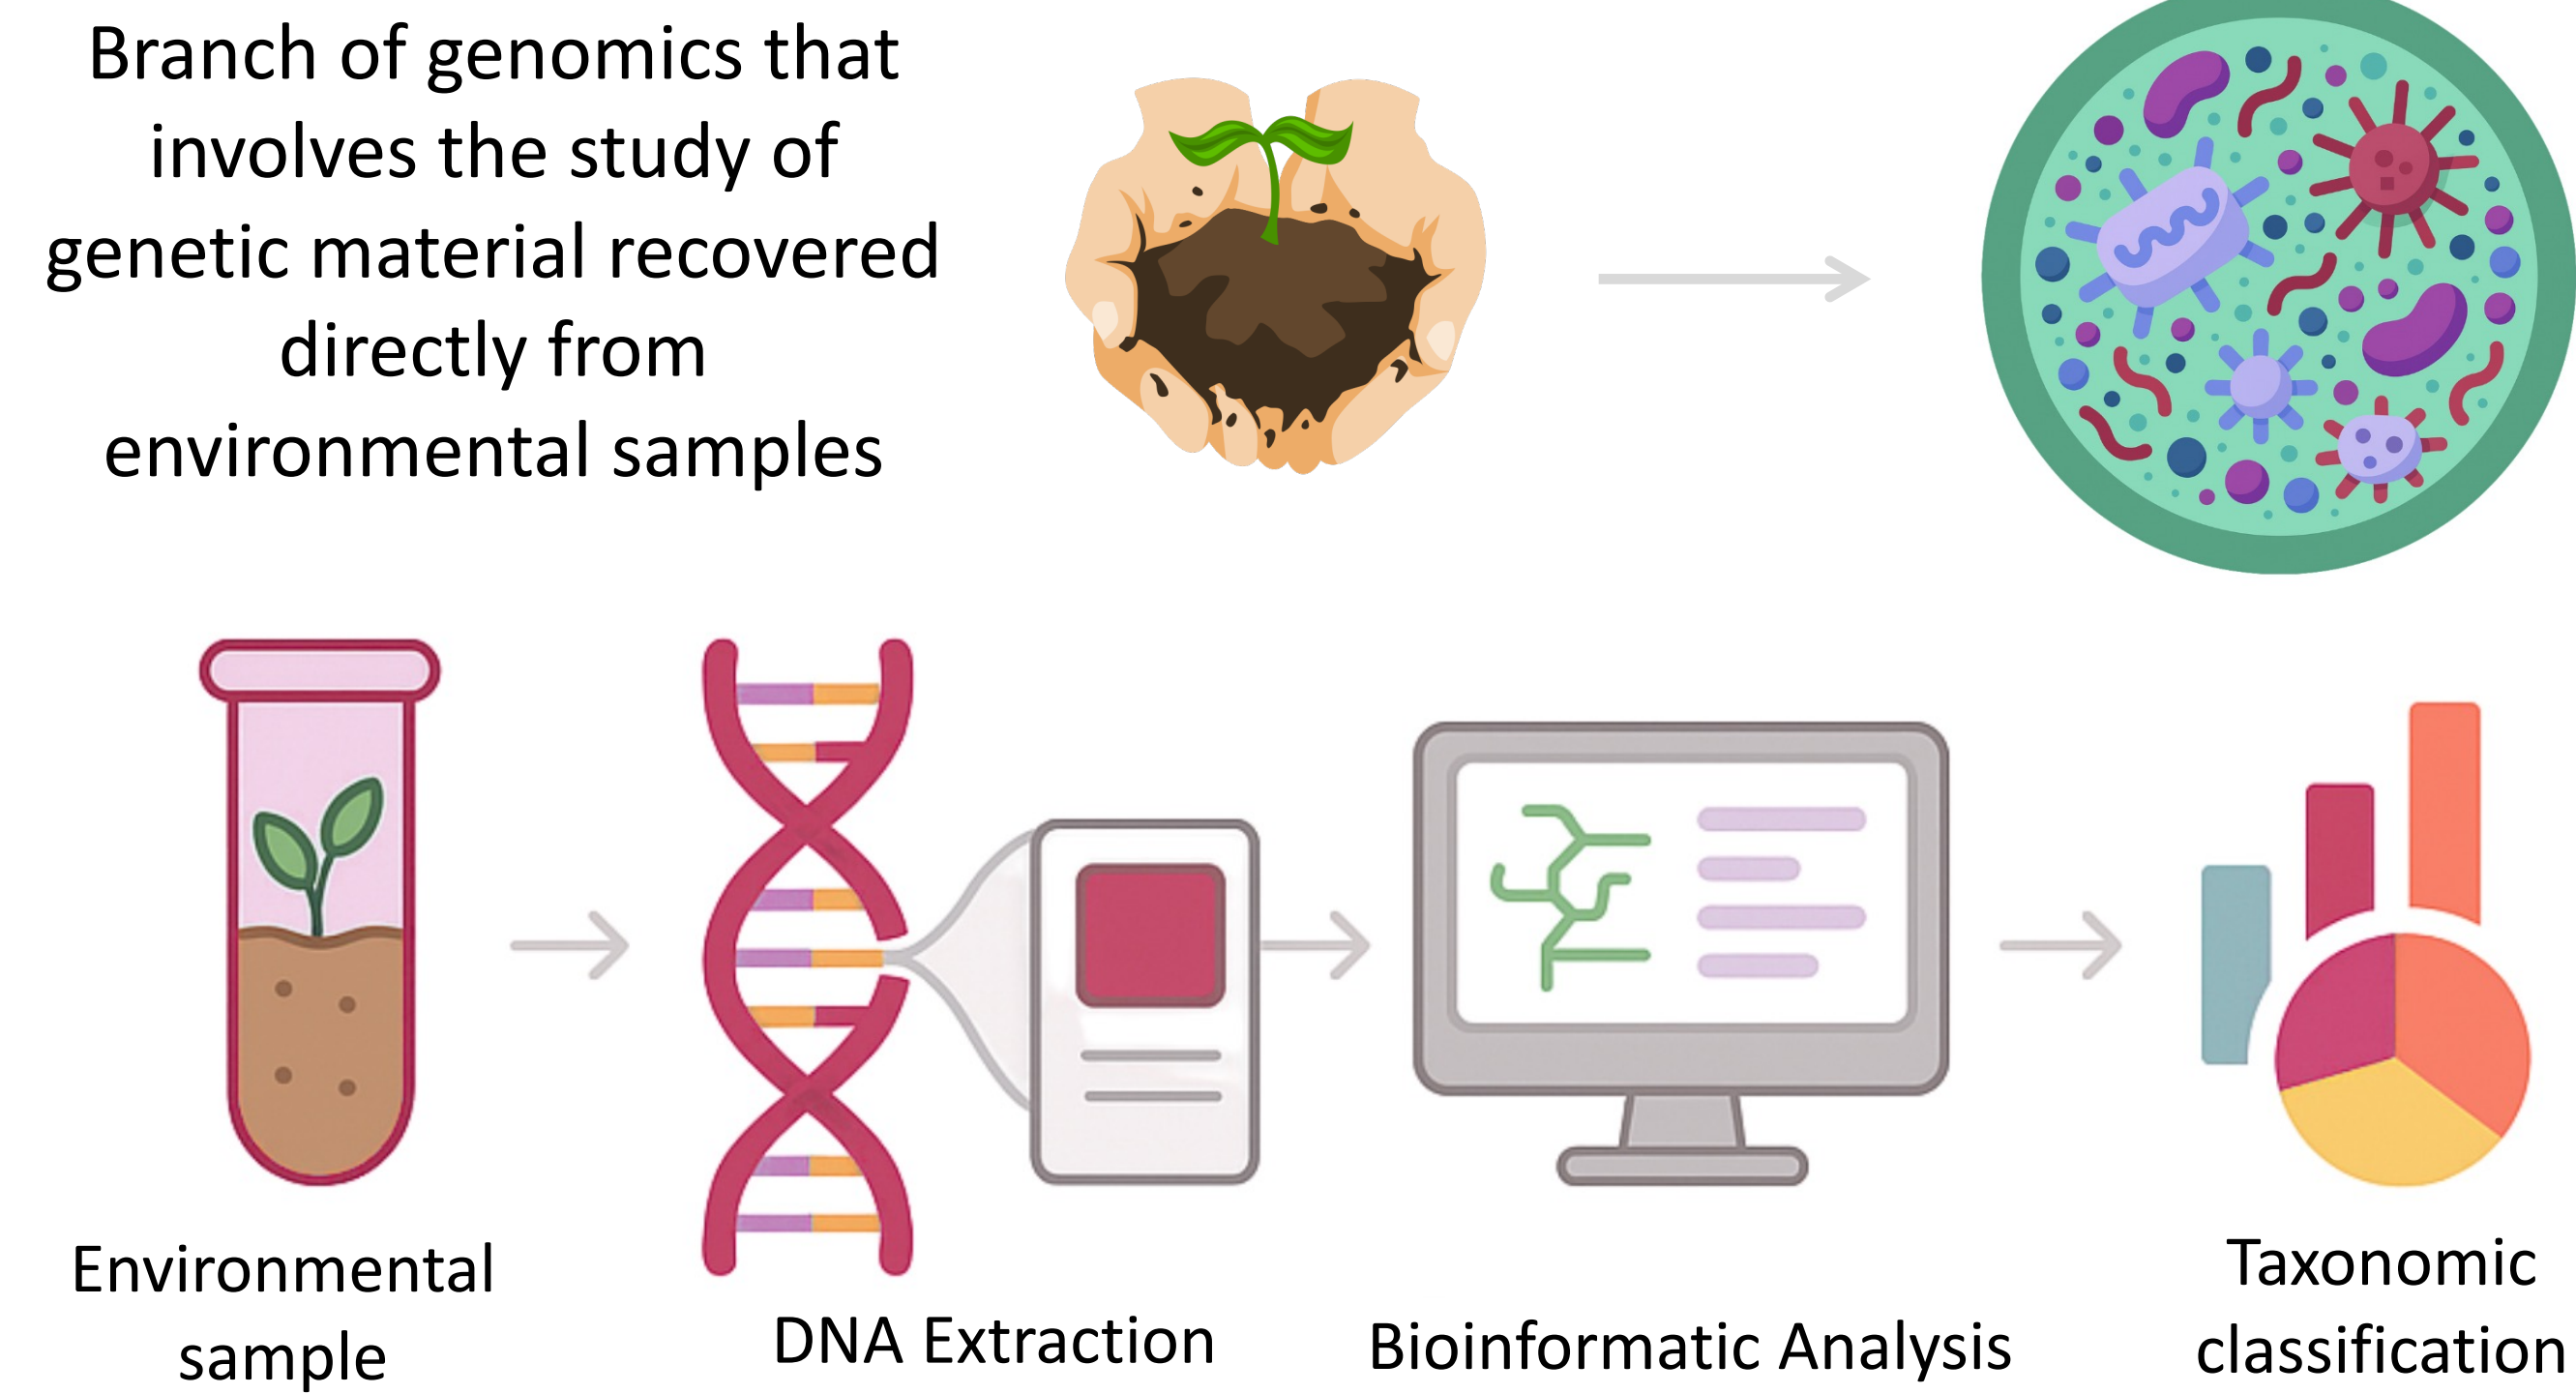 Branch of genomics that
involves the study of
genetic material recovered
directly from
environmental samples
Environmental
sample
DNA Extraction
Bioinformatic Analysis
Taxonomic
classification